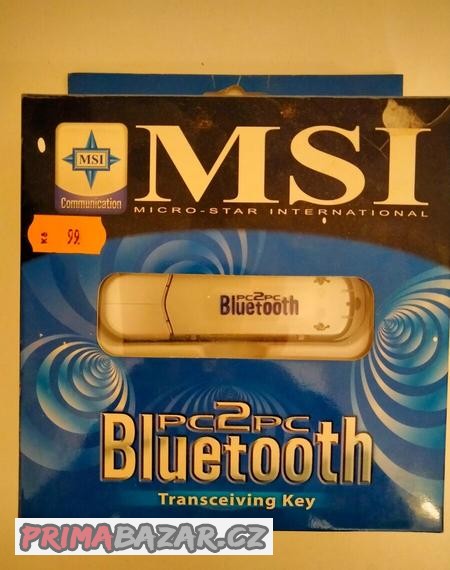 MSI
MSI
Communication
MICRO-STAR INTERNATIONAL
Kč 99
PC2PC
Bluetooth
PC2PC
Bluetooth
Transceiving Key
PRIMABAZAR.CZ